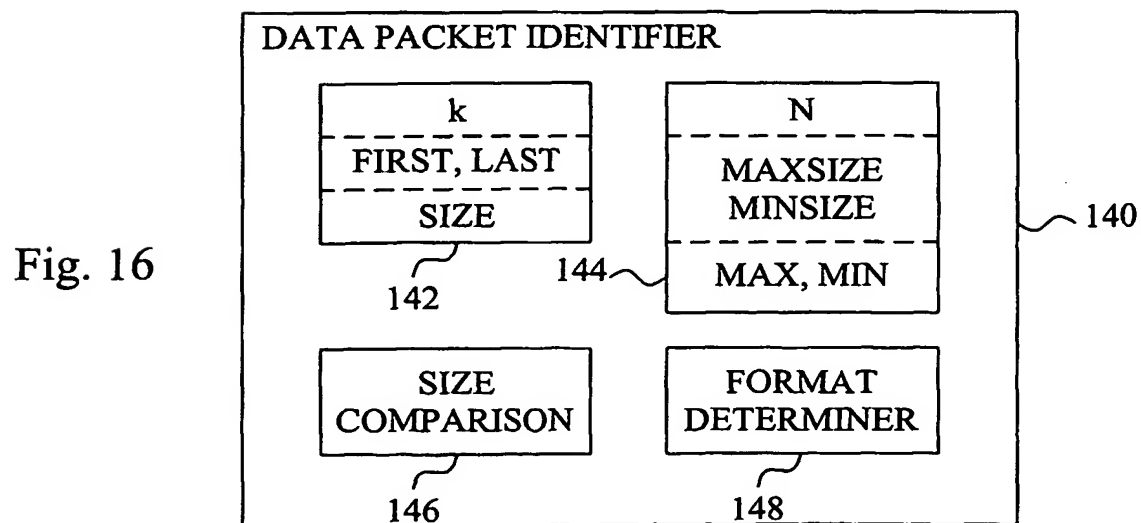 DATA PACKET IDENTIFIER
k
FIRST, LAST
SIZE
142
N
MAXSIZE
MINSIZE
MAX, MIN
144
140
Fig. 16
SIZE
COMPARISON
146
FORMAT
DETERMINER
148